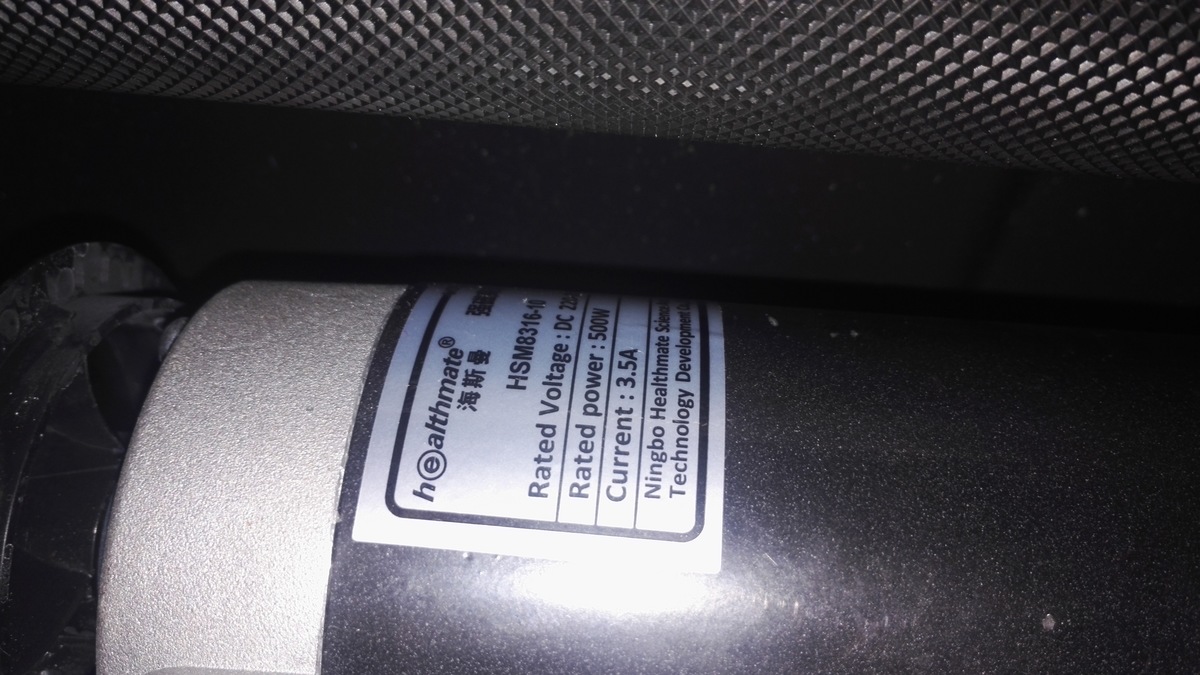 healthmate®
海斯曼
HSM8316-10
Rated Voltage : DC
Rated power : 500W
Current : 3.5A
Ningbo Healthmate
Technology Development